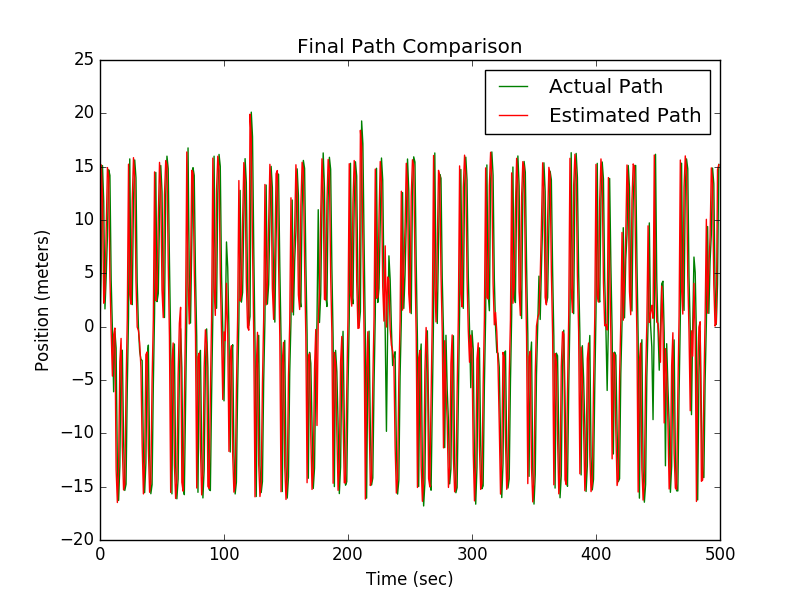 Final Path Comparison
Actual Path
Estimated Path
25
20
15
10
5
0
−5
−10
−15
−20
Position (meters)
0 100 200 300 400 500
Time (sec)